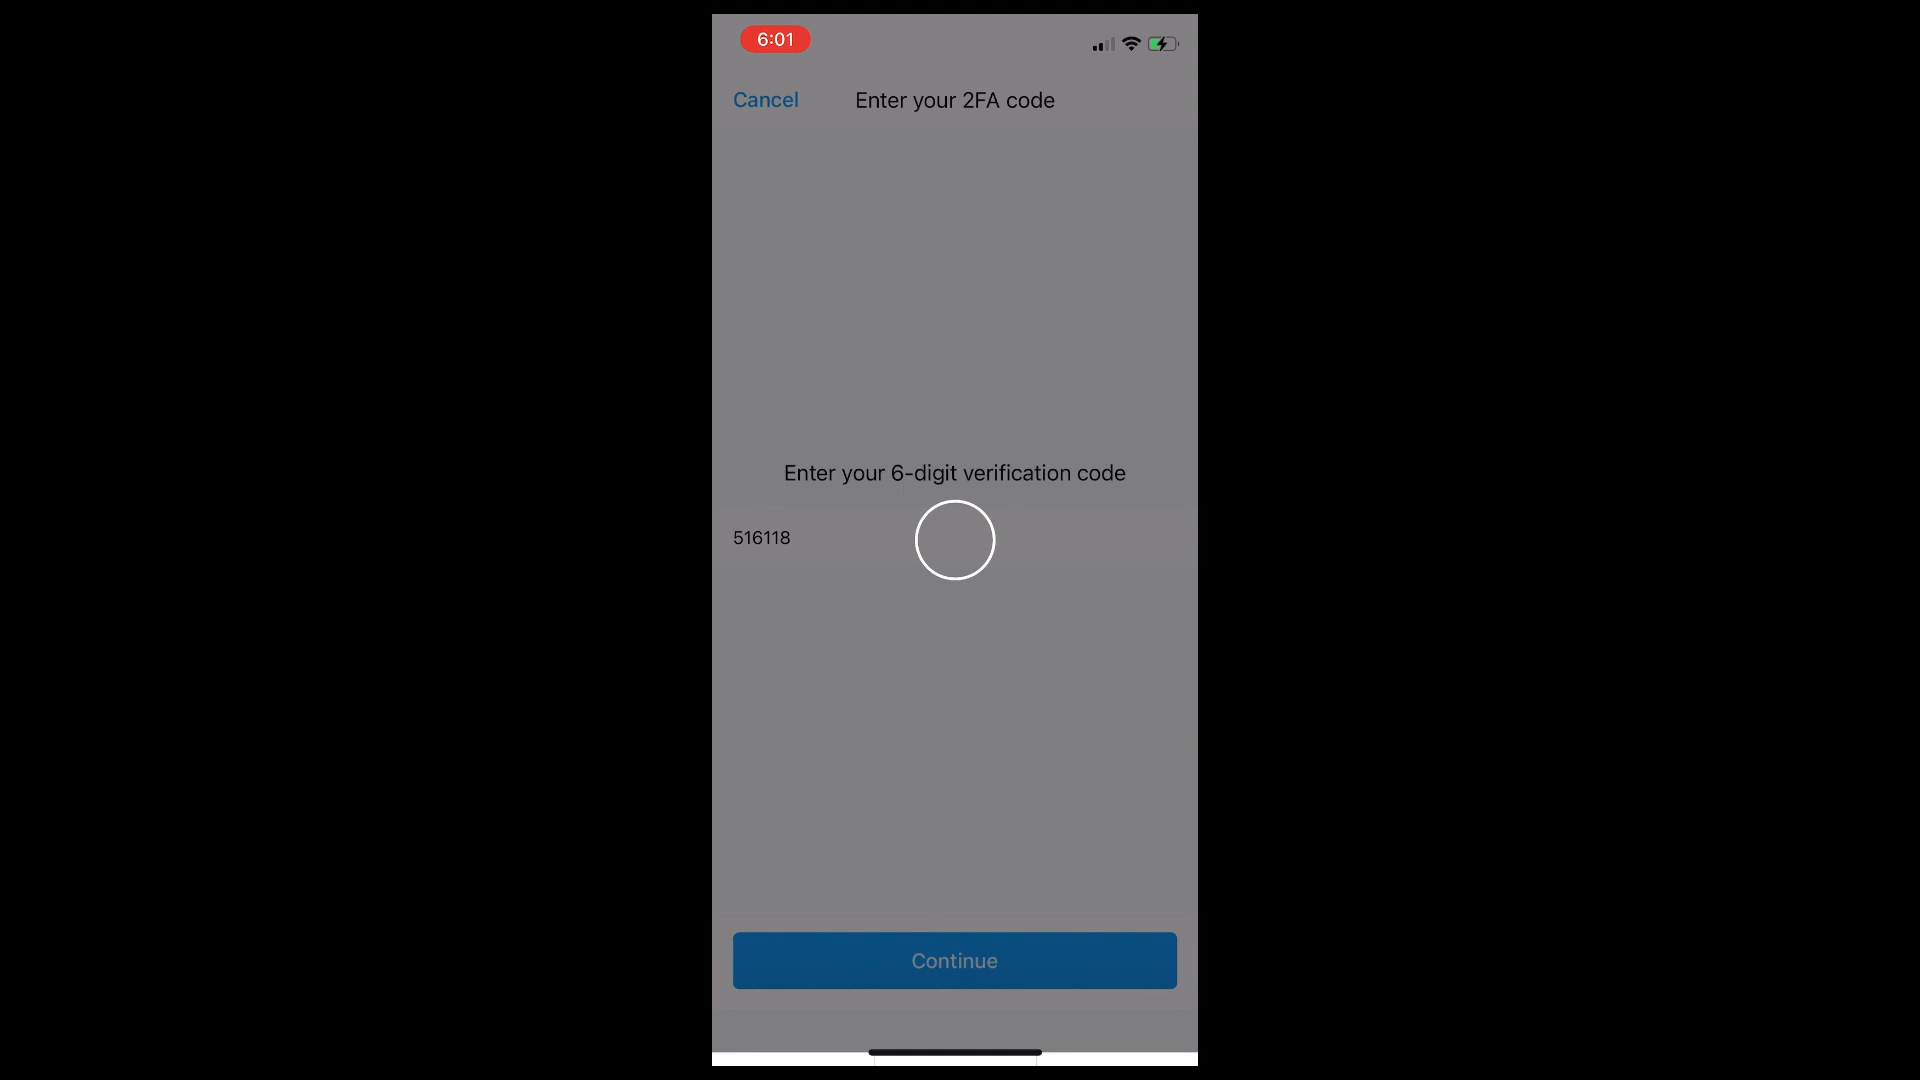 6:01
Cancel
Enter your 2FA code
Enter your 6-digit verification code
516118
Continue